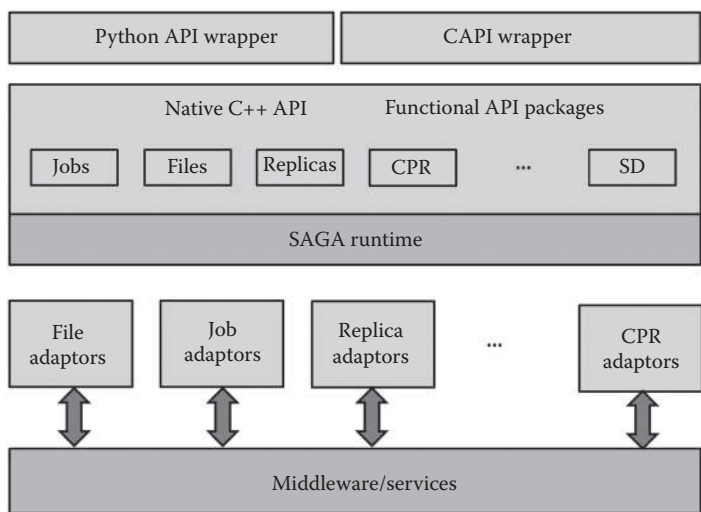 Python API wrapper
CAPI wrapper
Native C++ API
Functional API packages
Jobs
Files
Replicas
CPR
...
SD
SAGA runtime
File
adaptors
Job
adaptors
Replica
adaptors
...
CPR
adaptors
Middleware/services